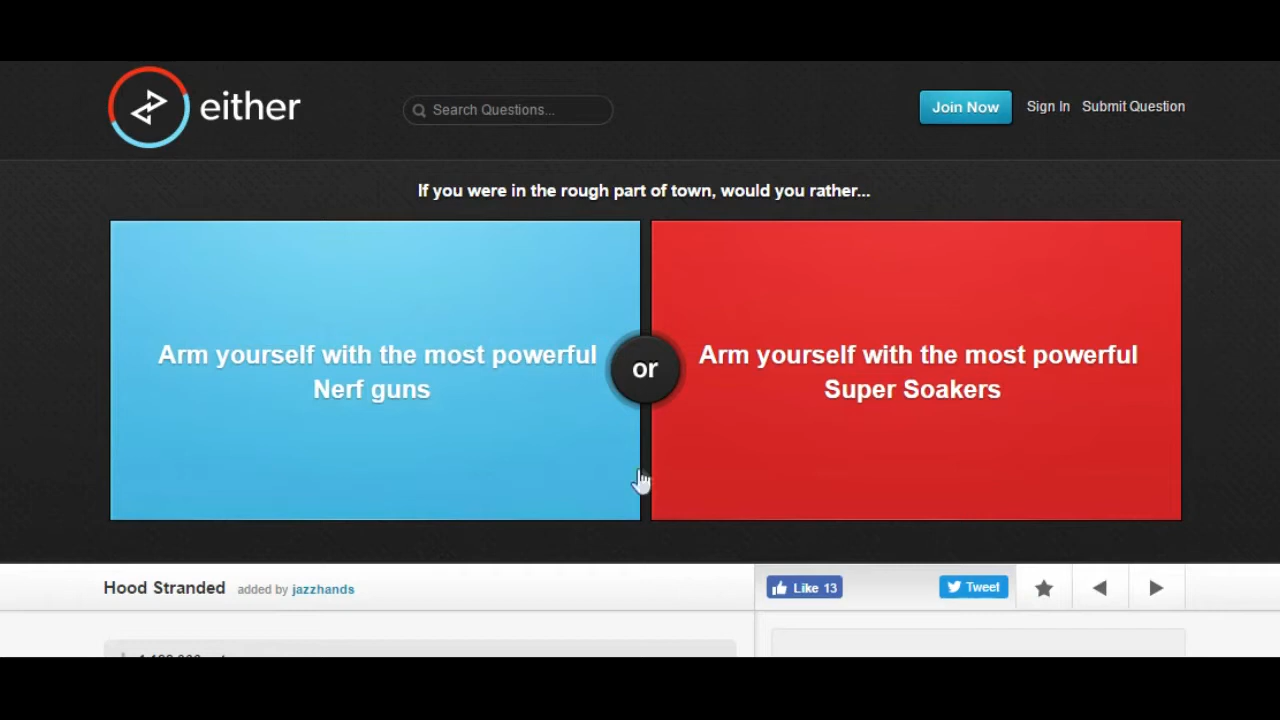 either
Search Questions...
Join Now
Sign In
Submit Question
If you were in the rough part of town, would you rather...
Arm yourself with the most powerful
Nerf guns
or
Arm yourself with the most powerful
Super Soakers
Hood Stranded
added by jazzhands
Like 13
Tweet